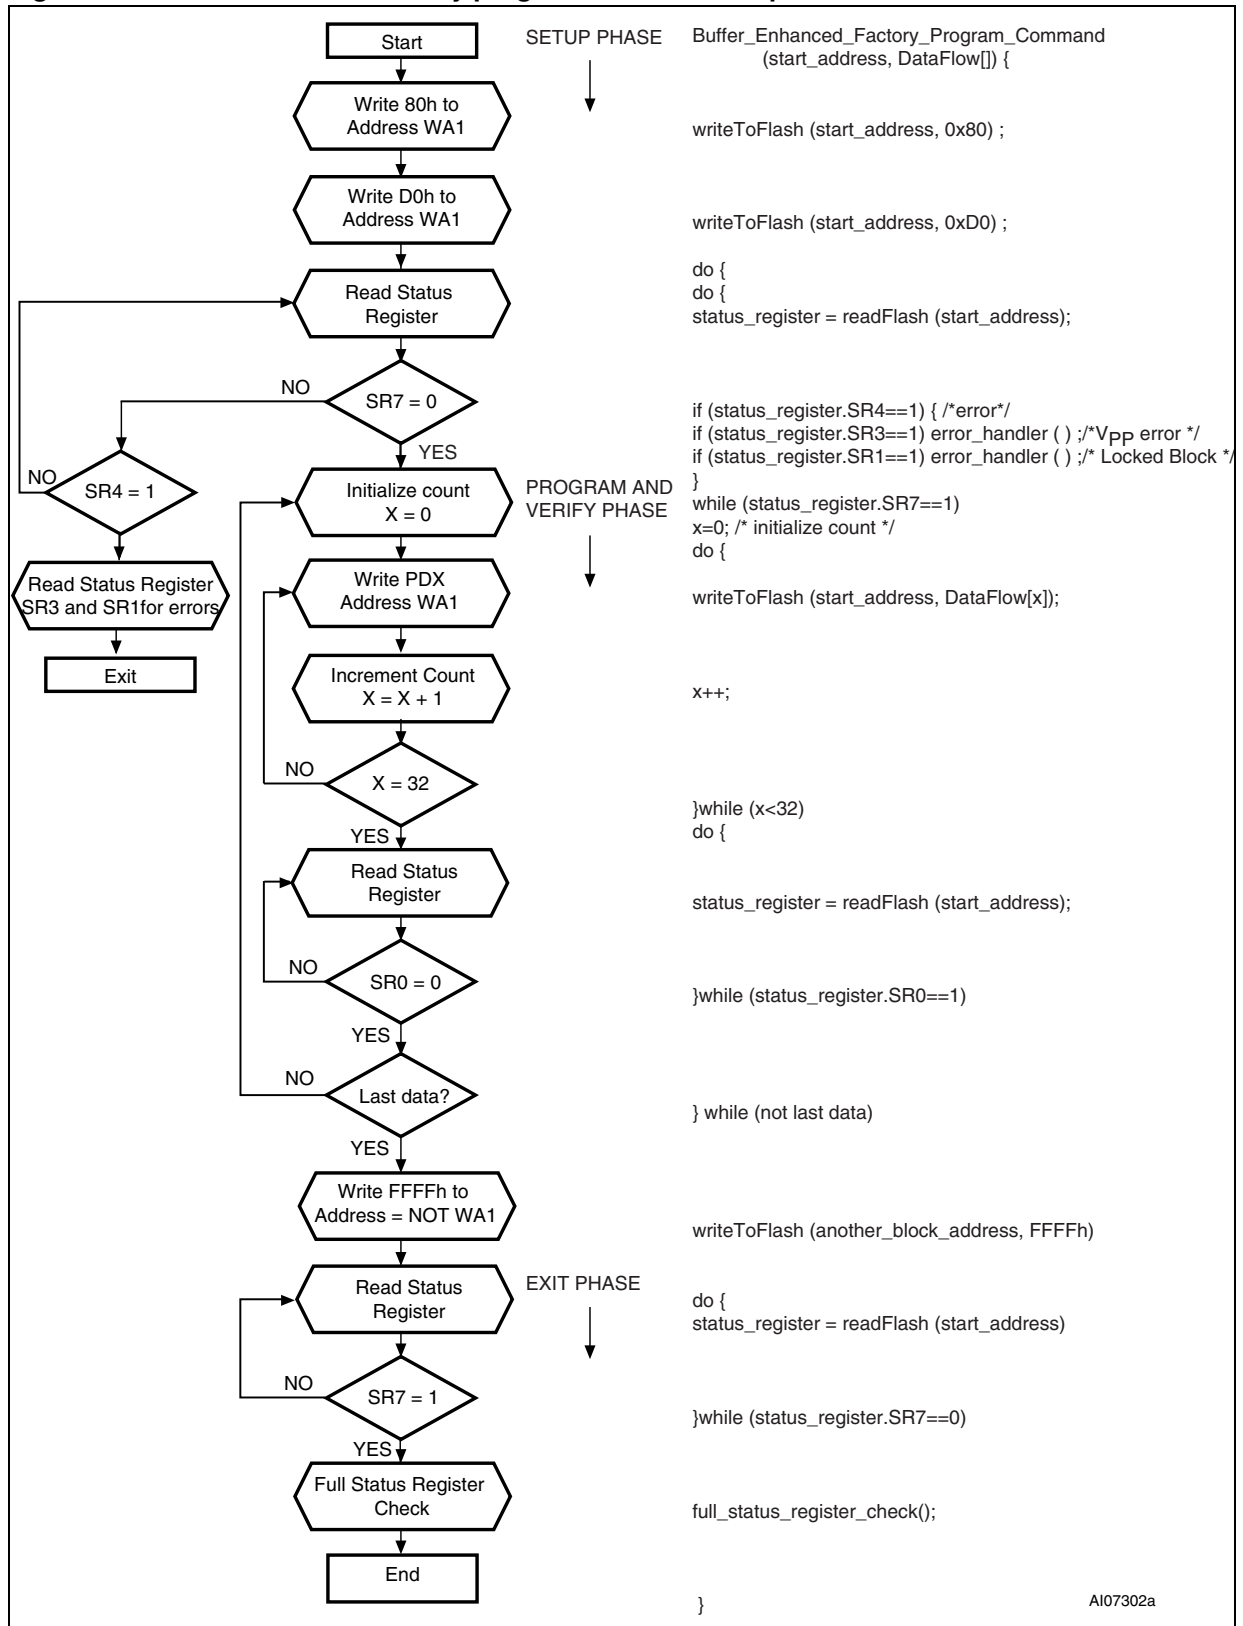 Start
SETUP PHASE
Buffer_Enhanced_Factory_Program_Command
(start_address, DataFlow[]) {
Write 80h to
Address WA1
writeToFlash (start_address, 0x80) ;
Write D0h to
Address WA1
writeToFlash (start_address, 0xD0) ;
do {
do {
Read Status
Register
status_register = readFlash (start_address);
NO
SR7 = 0
if (status_register.SR4==1) { /*error*/
if (status_register.SR3==1) error_handler ( ) ;/*VPP error */
if (status_register.SR1==1) error_handler ( ) ;/* Locked Block */
}
YES
NO
SR4 = 1
Initialize count
X = 0
PROGRAM AND
VERIFY PHASE
while (status_register.SR7==1)
x=0; /* initialize count */
do {
Read Status Register
SR3 and SR1for errors
Write PDX
Address WA1
writeToFlash (start_address, DataFlow[x]);
Exit
Increment Count
X = X + 1
x++;
NO
X = 32
}while (x<32)
do {
YES
Read Status
Register
status_register = readFlash (start_address);
NO
SR0 = 0
}while (status_register.SR0==1)
YES
NO
Last data?
} while (not last data)
YES
Write FFFFh to
Address = NOT WA1
writeToFlash (another_block_address, FFFFh)
Read Status
Register
EXIT PHASE
do {
status_register = readFlash (start_address)
NO
SR7 = 1
}while (status_register.SR7==0)
YES
Full Status Register
Check
full_status_register_check();
End
}
AI07302a